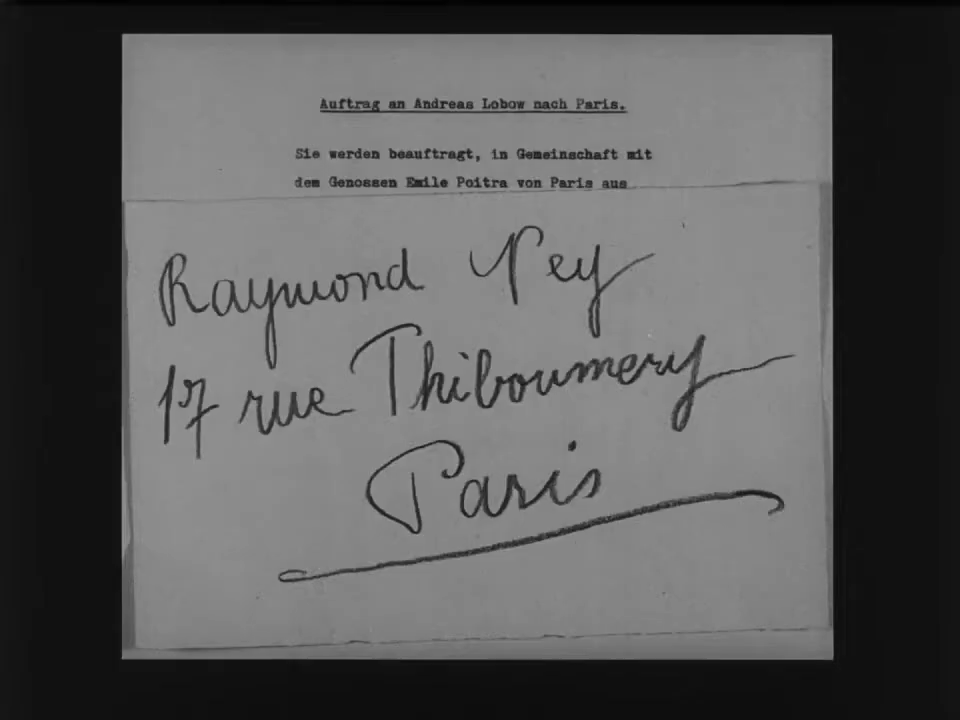 Auftrag an Andreas Lobow nach Paris.
Sie werden beauftragt, in Gemeinschaft mit
dem Genossen Emile Poitra von Paris aus
Raymond Ney
17 rue Thiboumery
Paris